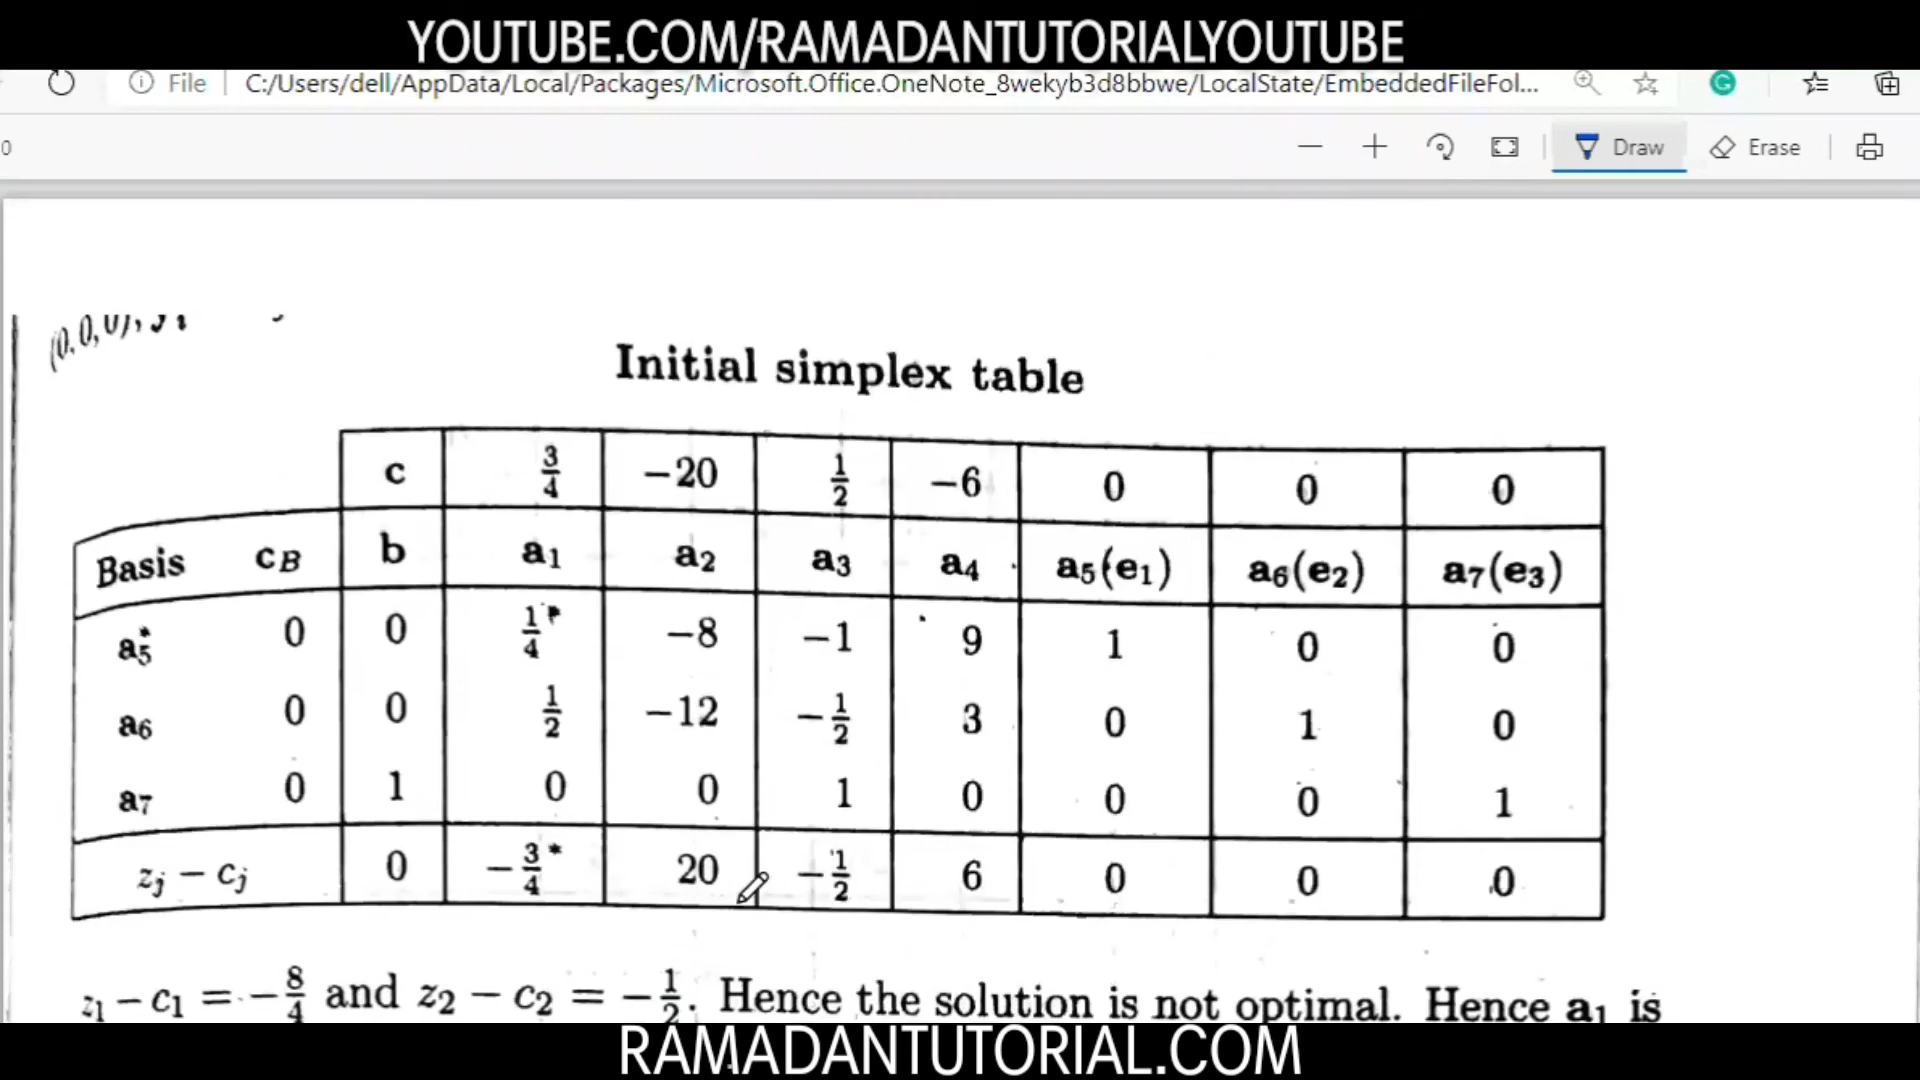 YOUTUBE.COM/RAMADANTUTORIALYOUTUBE
File C:/Users/dell/AppData/Local/Packages/Microsoft.Office.OneNote_8wekyb3d8bbwe/LocalState/EmbeddedFileFol...
0 Draw Erase
(0,0,0),
Initial simplex table
c 3/4 −20 1/2 −6 0 0 0
Basis cB b a1 a2 a3 a4 a5(e1) a6(e2) a7(e3)
a5* 0 0 1/4* −8 −1 9 1 0 0
a6 0 0 1/2 −12 −1/2 3 0 1 0
a7 0 1 0 0 1 0 0 0 1
zj − cj 0 −3/4* 20 −1/2 6 0 0 0
z1 − c1 = −8/4 and z2 − c2 = −1/2. Hence the solution is not optimal. Hence a1 is
RAMADANTUTORIAL.COM